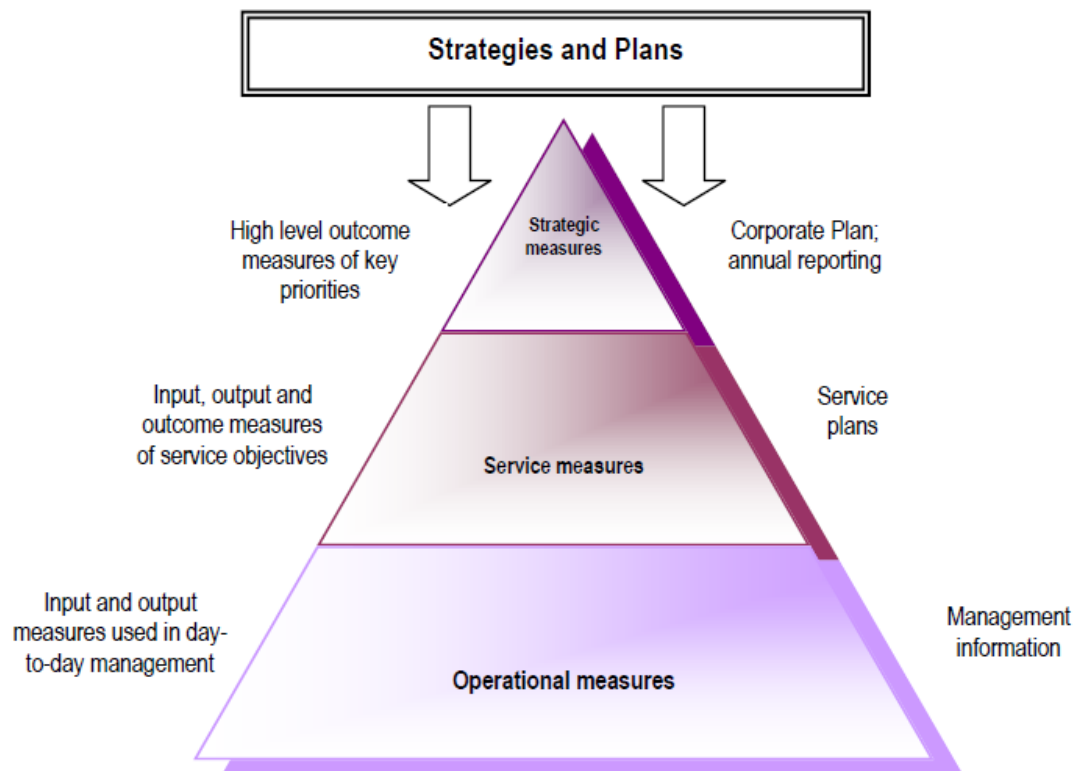 Strategies and Plans
High level outcome
measures of key
priorities
Strategic
measures
Corporate Plan;
annual reporting
Input, output and
outcome measures
of service objectives
Service measures
Service
plans
Input and output
measures used in day-
to-day management
Operational measures
Management
information